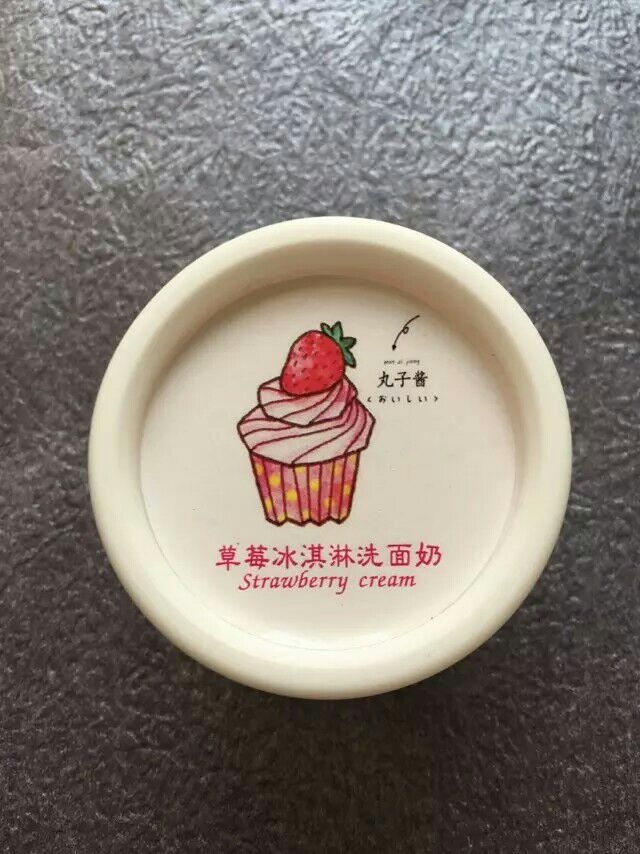 丸子酱
<おいしい>
草莓冰淇淋洗面奶
Strawberry cream